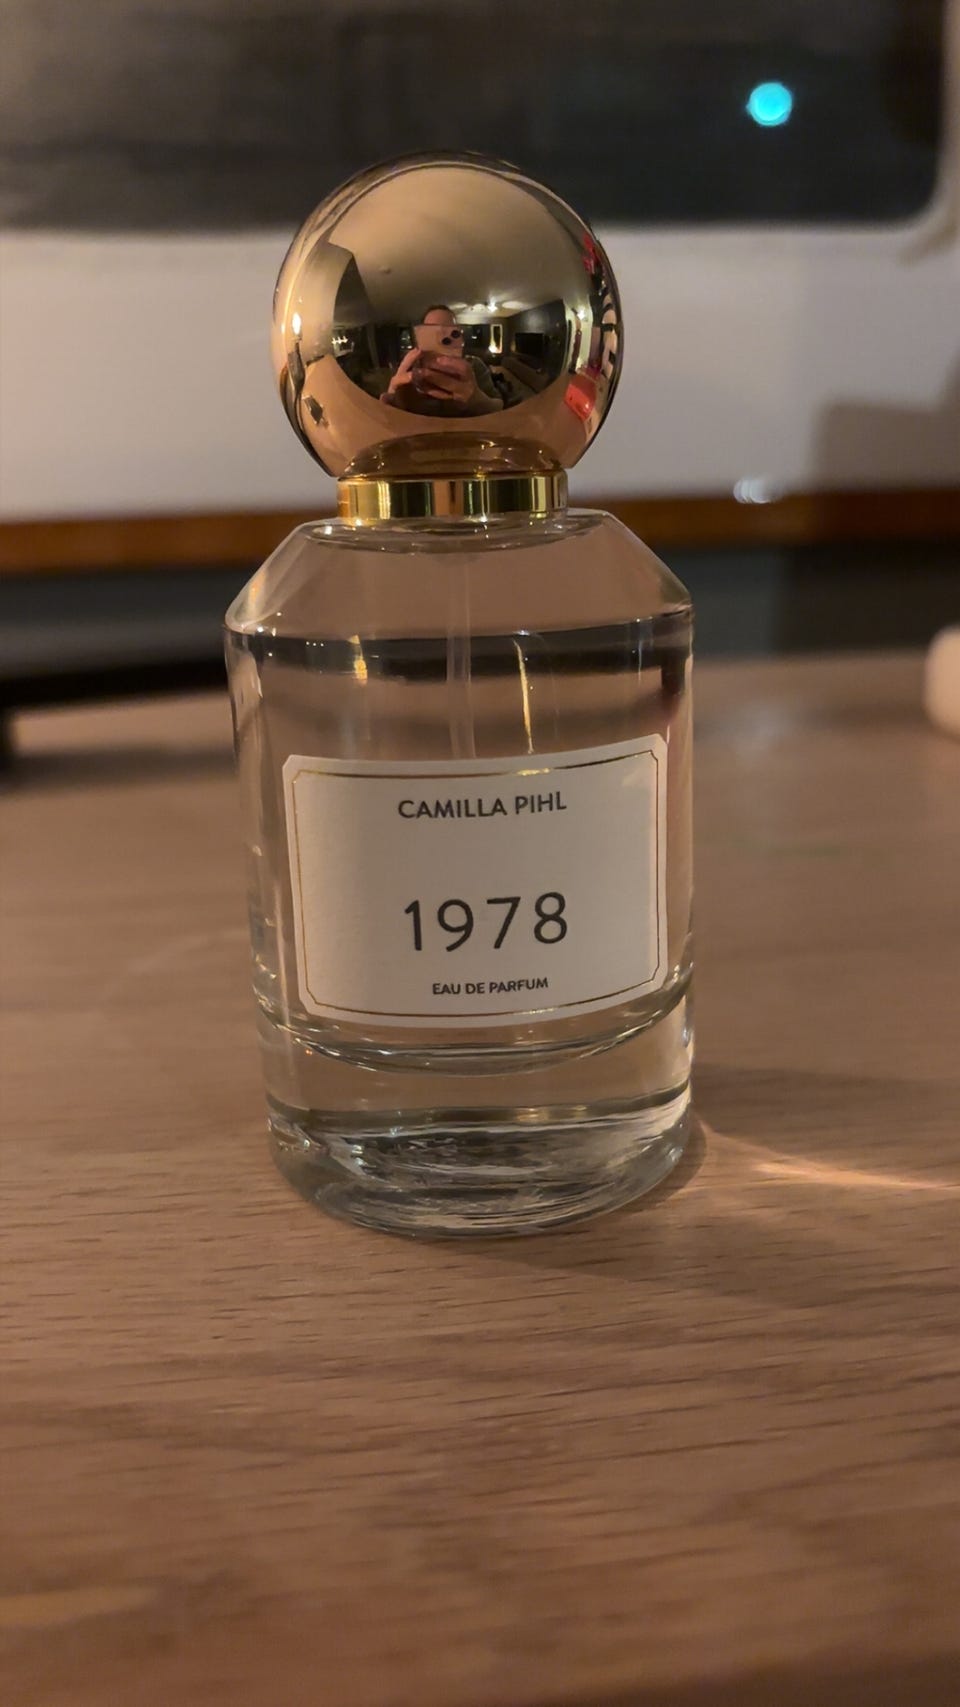 CAMILLA PIHL
1978
EAU DE PARFUM